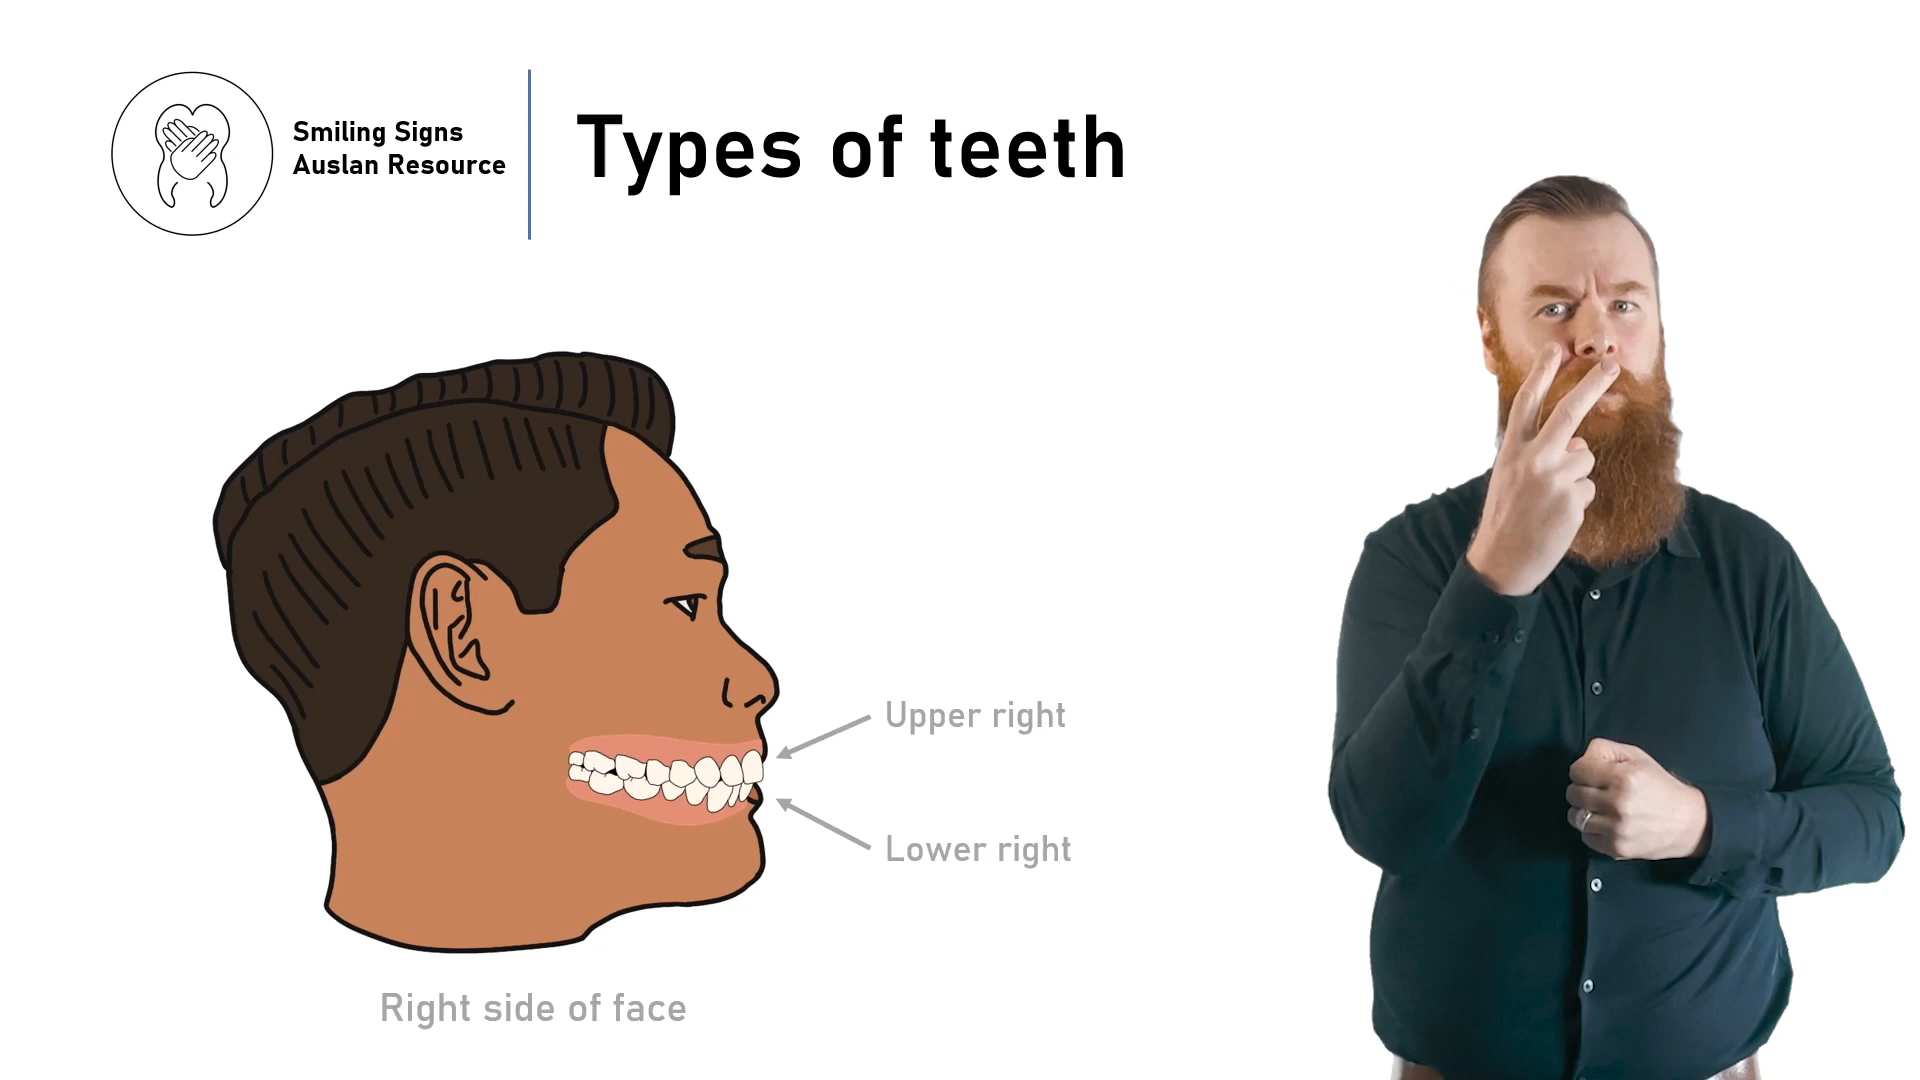 Smiling Signs
Auslan Resource
Types of teeth
Upper right
Lower right
Right side of face